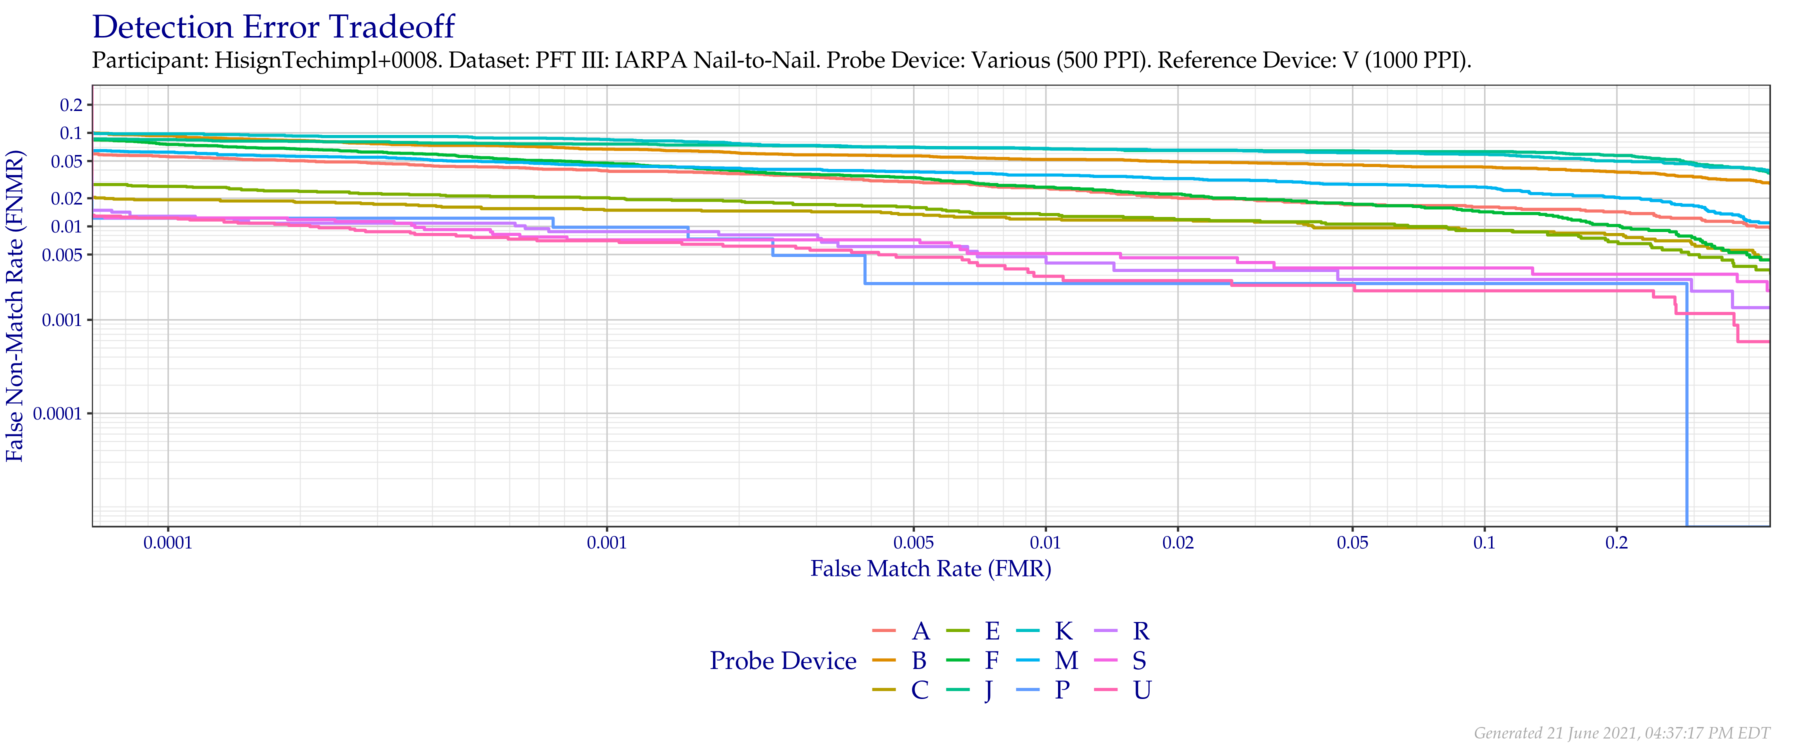 Detection Error Tradeoff
Participant: HisignTechimpl+0008. Dataset: PFT III: IARPA Nail-to-Nail. Probe Device: Various (500 PPI). Reference Device: V (1000 PPI).
False Non-Match Rate (FNMR)
0.2
0.1
0.05
0.02
0.01
0.005
0.001
0.0001
0.0001 0.001 0.005 0.01 0.02 0.05 0.1 0.2
False Match Rate (FMR)
Probe Device
A E K R
B F M S
C J P U
Generated 21 June 2021, 04:37:17 PM EDT